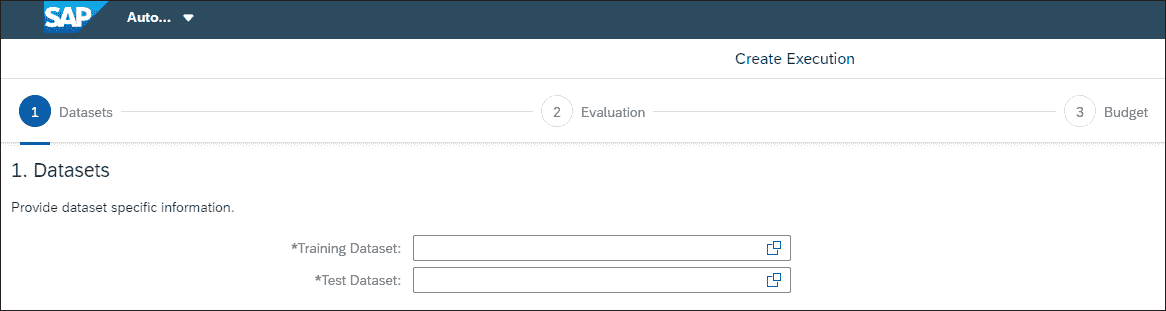 SAP Auto...
Create Execution
1 Datasets 2 Evaluation 3 Budget
1. Datasets
Provide dataset specific information.
*Training Dataset:
*Test Dataset: